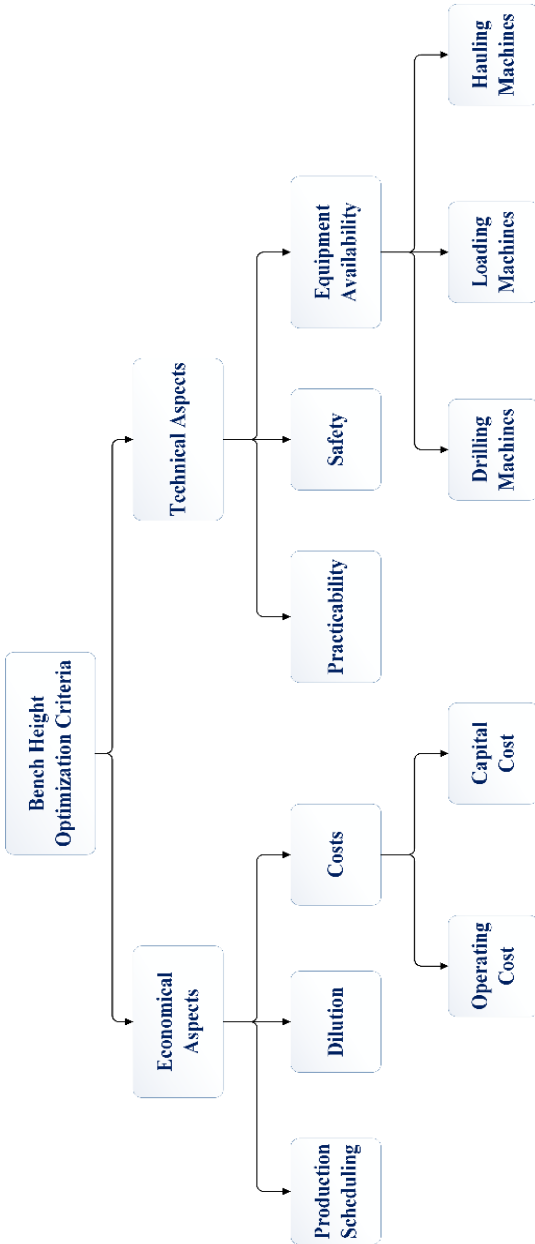 Bench Height
Optimization Criteria
Economical
Aspects
Technical Aspects
Production
Scheduling
Dilution
Costs
Practicability
Safety
Equipment
Availability
Operating
Cost
Capital
Cost
Drilling
Machines
Loading
Machines
Hauling
Machines